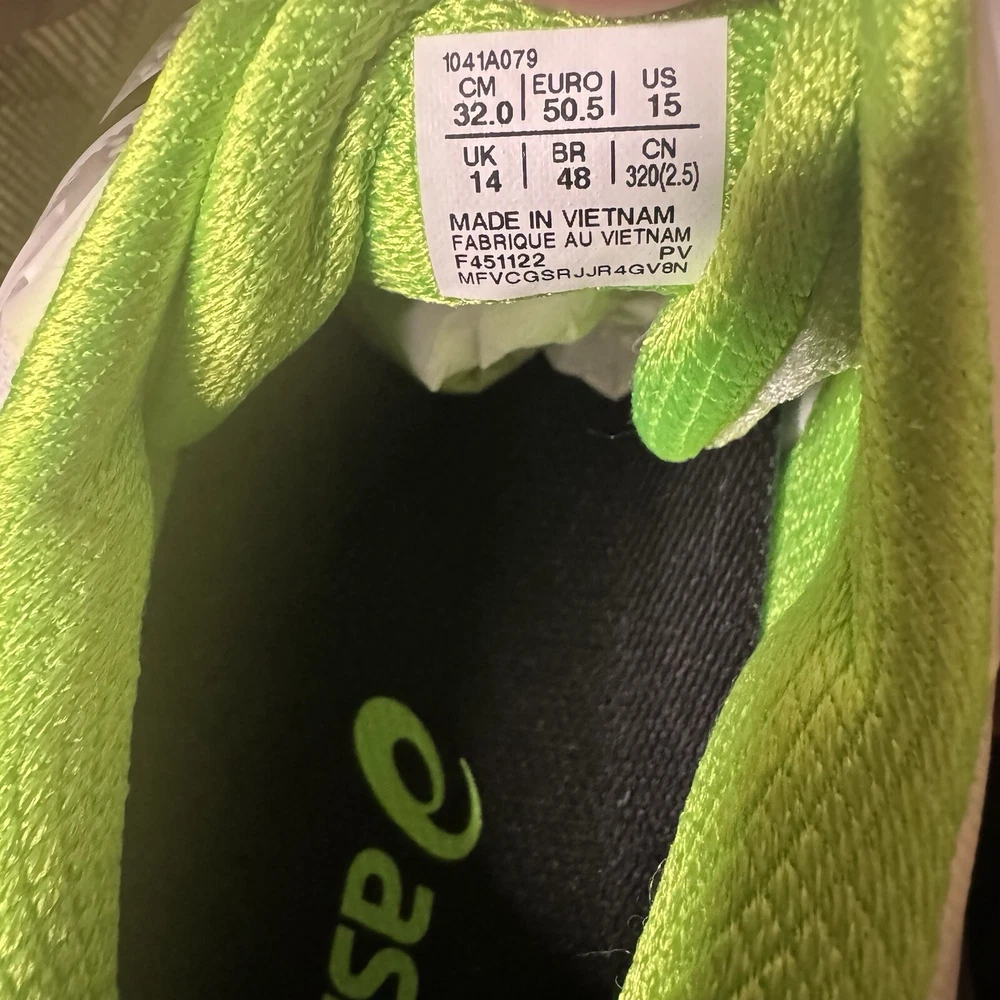 1041A079
CM | EURO | US
32.0 | 50.5 | 15
UK | BR | CN
14 | 48 | 320(2.5)
MADE IN VIETNAM
FABRIQUE AU VIETNAM
F451122 PV
MFVCGSRJJR4GV8N
as